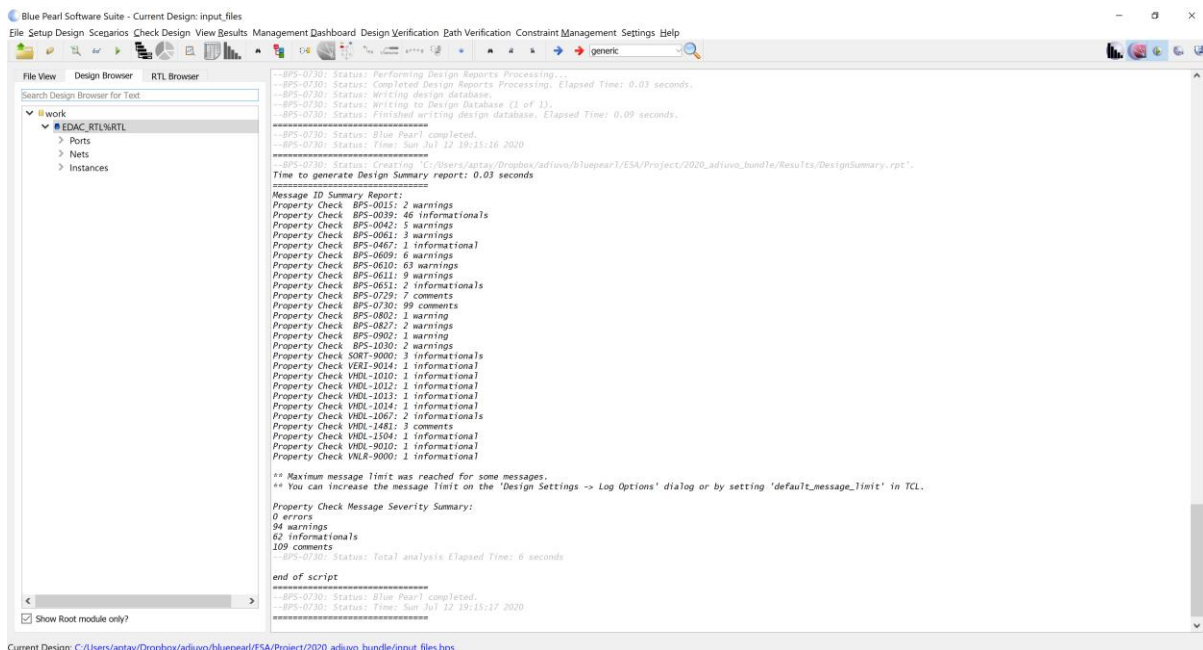 Blue Pearl Software Suite - Current Design: input_files
File Setup Design Scenarios Check Design View Results Management Dashboard Design Verification Path Verification Constraint Management Settings Help
generic
File View Design Browser RTL Browser
Search Design Browser for Text
work
EDAC_RTL%RTL
Ports
Nets
Instances
Show Root module only?
--BPS-0730: Status: Performing Design Reports Processing...
--BPS-0730: Status: Completed Design Reports Processing. Elapsed Time: 0.03 seconds.
--BPS-0730: Status: Writing design database.
--BPS-0730: Status: Writing to Design Database (1 of 1).
--BPS-0730: Status: Finished writing design database. Elapsed Time: 0.09 seconds.
===============================
--BPS-0730: Status: Blue Pearl completed.
--BPS-0730: Status: Time: Sun Jul 12 19:15:16 2020
===============================
--BPS-0730: Status: Creating 'C:/Users/aptay/Dropbox/adiuvo/bluepearl/ESA/Project/2020_adiuvo_bundle/Results/DesignSummary.rpt'.
Time to generate Design Summary report: 0.03 seconds
===============================
Message ID Summary Report:
Property Check BPS-0015: 2 warnings
Property Check BPS-0039: 46 informationals
Property Check BPS-0042: 5 warnings
Property Check BPS-0061: 3 warnings
Property Check BPS-0467: 1 informational
Property Check BPS-0609: 6 warnings
Property Check BPS-0610: 63 warnings
Property Check BPS-0611: 9 warnings
Property Check BPS-0651: 2 informationals
Property Check BPS-0729: 7 comments
Property Check BPS-0730: 99 comments
Property Check BPS-0802: 1 warning
Property Check BPS-0827: 2 warnings
Property Check BPS-0902: 1 warning
Property Check BPS-1030: 2 warnings
Property Check SORT-9000: 3 informationals
Property Check VERI-9014: 1 informational
Property Check VHDL-1010: 1 informational
Property Check VHDL-1012: 1 informational
Property Check VHDL-1013: 1 informational
Property Check VHDL-1014: 1 informational
Property Check VHDL-1067: 2 informationals
Property Check VHDL-1481: 3 comments
Property Check VHDL-1504: 1 informational
Property Check VHDL-9010: 1 informational
Property Check VNLR-9000: 1 informational
** Maximum message limit was reached for some messages.
** You can increase the message limit on the 'Design Settings -> Log Options' dialog or by setting 'default_message_limit' in TCL.
Property Check Message Severity Summary:
0 errors
94 warnings
62 informationals
109 comments
--BPS-0730: Status: Total analysis Elapsed Time: 6 seconds
end of script
===============================
--BPS-0730: Status: Blue Pearl completed.
--BPS-0730: Status: Time: Sun Jul 12 19:15:17 2020
===============================
Current Design: C:/Users/aptay/Dropbox/adiuvo/bluepearl/ESA/Project/2020_adiuvo_bundle/input_files.bps